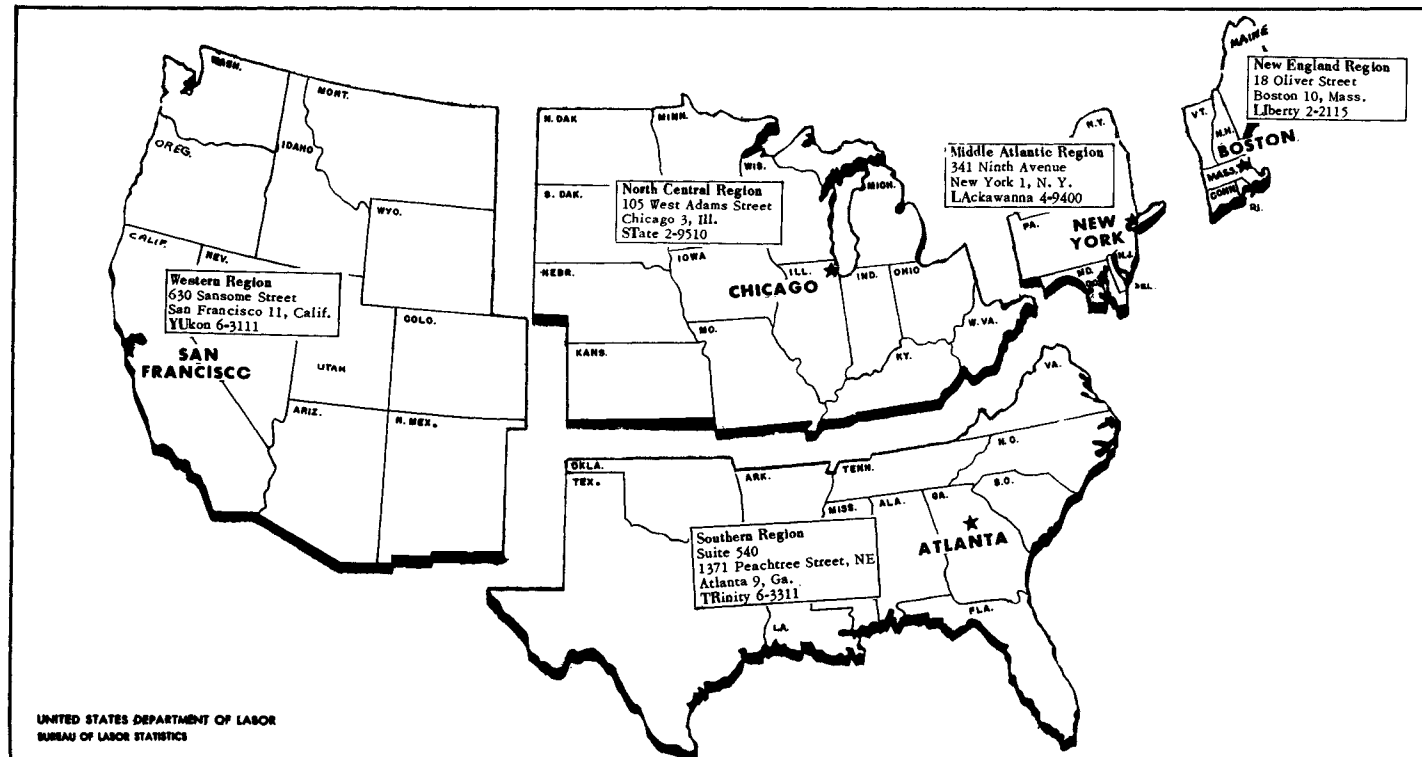 WASH.
MONT.
OREG.
IDAHO
WYO.
CALIF.
NEV.
Western Region
630 Sansome Street
San Francisco 11, Calif.
YUkon 6-3111
SAN
FRANCISCO
UTAH
COLO.
ARIZ.
N. MEX.
N. DAK
MINN.
WIS.
MICH.
S. DAK.
North Central Region
105 West Adams Street
Chicago 3, Ill.
STate 2-9510
NEBR.
IOWA
ILL.
IND.
OHIO
CHICAGO
MO.
KANS.
KY.
W. VA.
MAINE
New England Region
18 Oliver Street
Boston 10, Mass.
LIberty 2-2115
VT.
N.H.
BOSTON
MASS.
CONN.
R.I.
N.Y.
Middle Atlantic Region
341 Ninth Avenue
New York 1, N. Y.
LAckawanna 4-9400
PA.
NEW
YORK
N.J.
MD.
DEL.
VA.
OKLA.
TEX.
ARK.
TENN.
N. C.
S.C.
MISS.
ALA.
GA.
ATLANTA
Southern Region
Suite 540
1371 Peachtree Street, NE
Atlanta 9, Ga.
TRinity 6-3311
LA.
FLA.
UNITED STATES DEPARTMENT OF LABOR
BUREAU OF LABOR STATISTICS